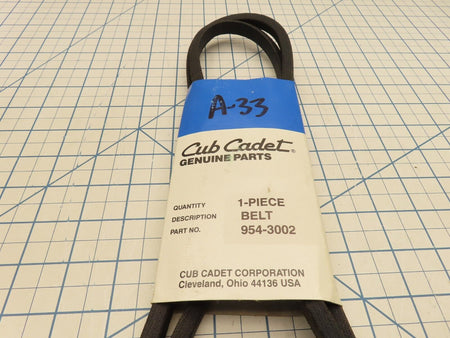 A-33
Cub Cadet®
GENUINE PARTS
QUANTITY 1-PIECE
DESCRIPTION BELT
PART NO. 954-3002
CUB CADET CORPORATION
Cleveland, Ohio 44136 USA